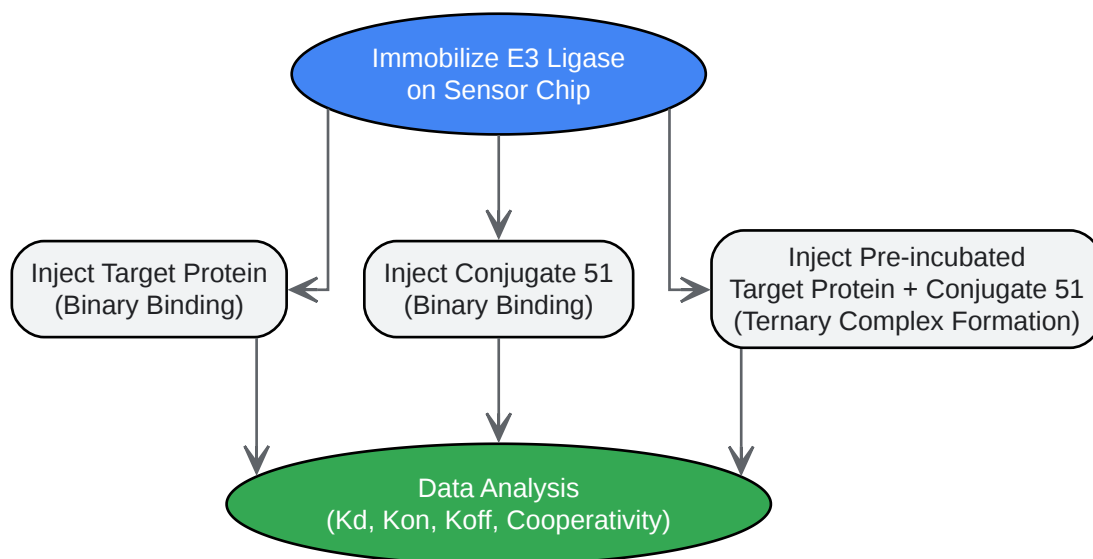 Immobilize E3 Ligase
on Sensor Chip
Inject Target Protein
(Binary Binding)
Inject Conjugate 51
(Binary Binding)
Inject Pre-incubated
Target Protein + Conjugate 51
(Ternary Complex Formation)
Data Analysis
(Kd, Kon, Koff, Cooperativity)